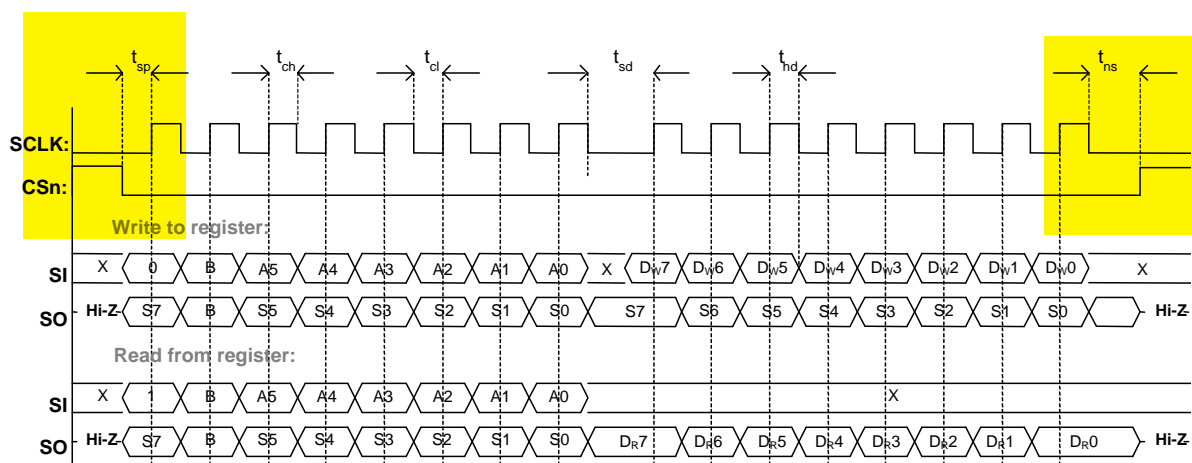 tsp tch tcl tsd thd tns
SCLK:
CSn:
Write to register:
SI X 0 B A5 A4 A3 A2 A1 A0 X DW7 DW6 DW5 DW4 DW3 DW2 DW1 DW0 X
SO Hi-Z S7 B S5 S4 S3 S2 S1 S0 S7 S6 S5 S4 S3 S2 S1 S0 Hi-Z
Read from register:
SI X 1 B A5 A4 A3 A2 A1 A0 X
SO Hi-Z S7 B S5 S4 S3 S2 S1 S0 DR7 DR6 DR5 DR4 DR3 DR2 DR1 DR0 Hi-Z